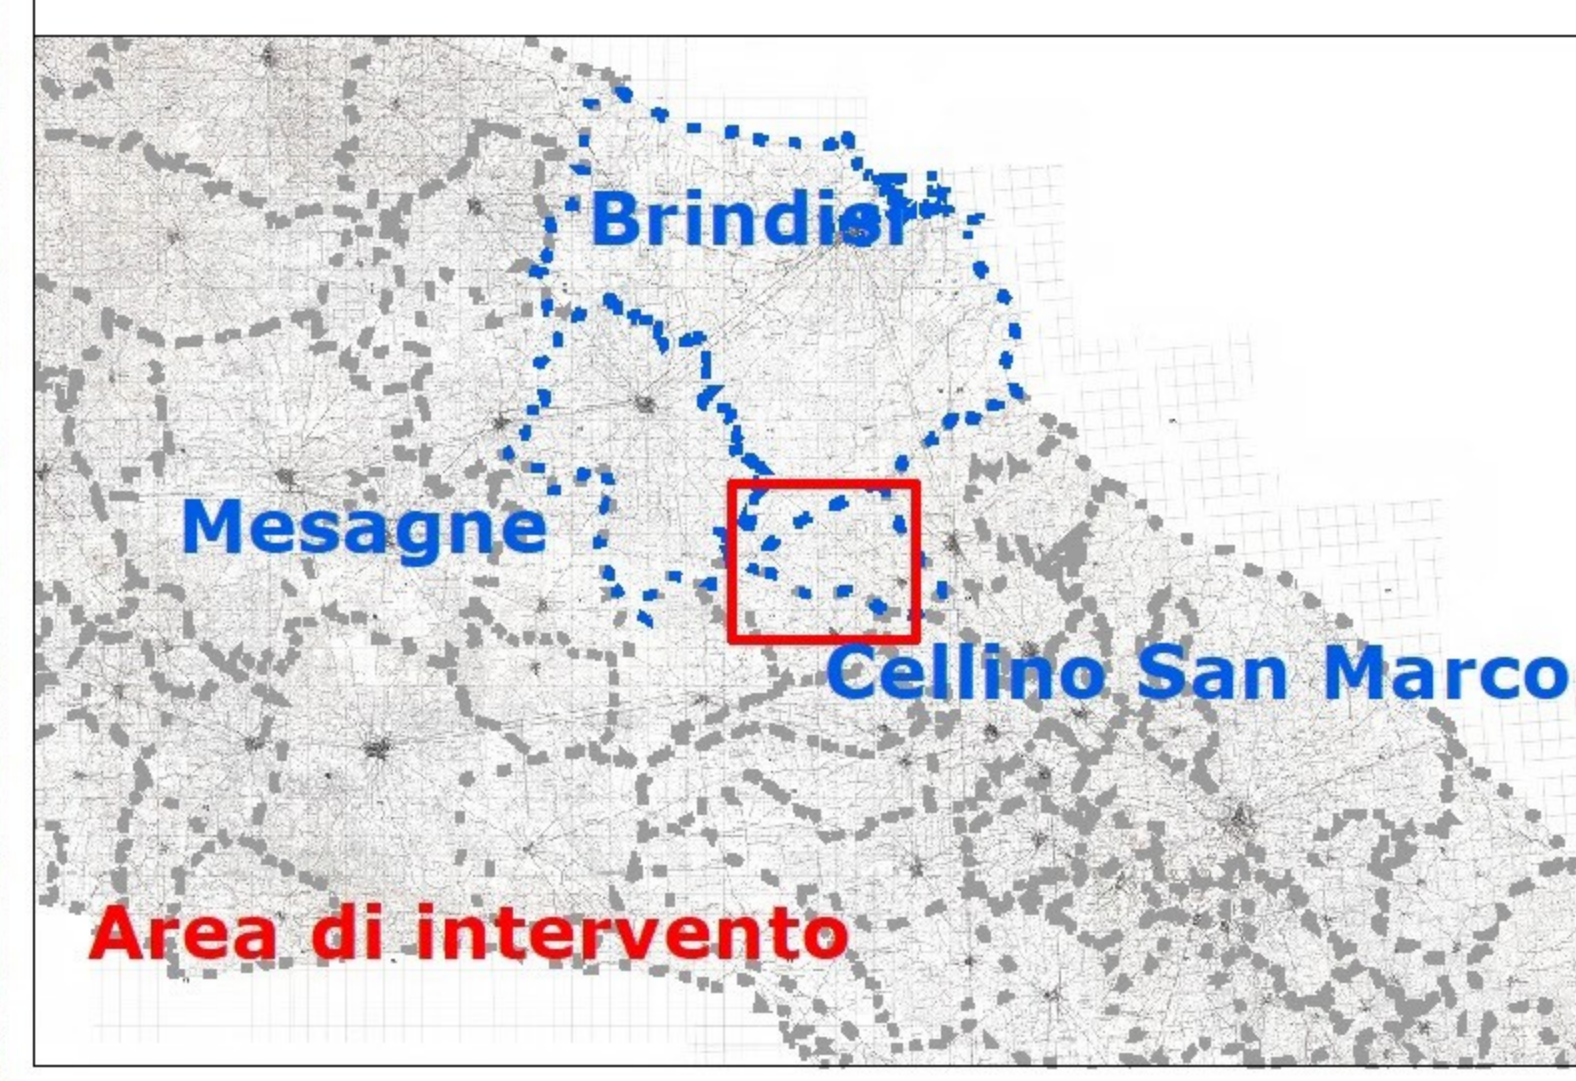 Brindisi
Mesagne
Cellino San Marco
Area di intervento